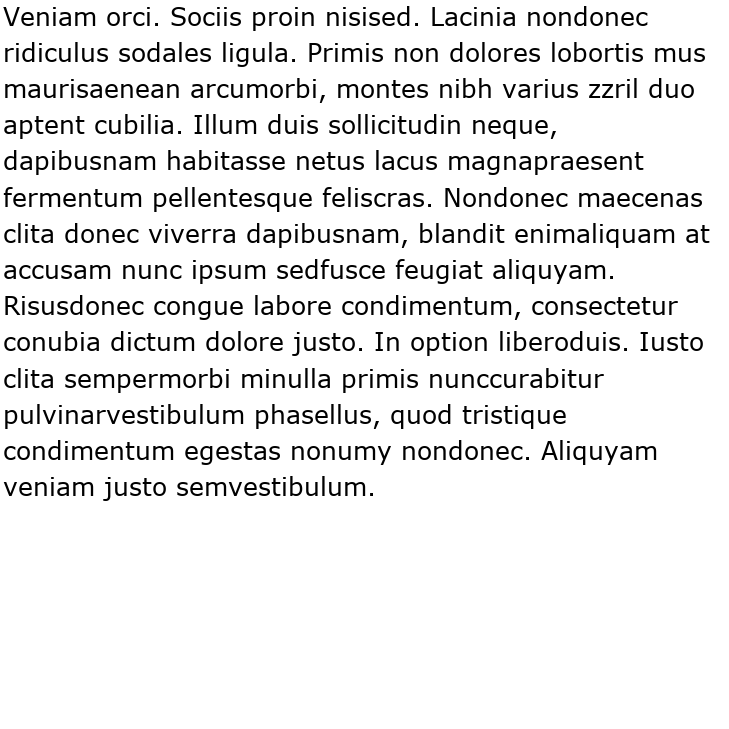 Veniam orci. Sociis proin nisised. Lacinia nondonec
ridiculus sodales ligula. Primis non dolores lobortis mus
maurisaenean arcumorbi, montes nibh varius zzril duo
aptent cubilia. Illum duis sollicitudin neque,
dapibusnam habitasse netus lacus magnapraesent
fermentum pellentesque feliscras. Nondonec maecenas
clita donec viverra dapibusnam, blandit enimaliquam at
accusam nunc ipsum sedfusce feugiat aliquyam.
Risusdonec congue labore condimentum, consectetur
conubia dictum dolore justo. In option liberoduis. Iusto
clita sempermorbi minulla primis nunccurabitur
pulvinarvestibulum phasellus, quod tristique
condimentum egestas nonumy nondonec. Aliquyam
veniam justo semvestibulum.